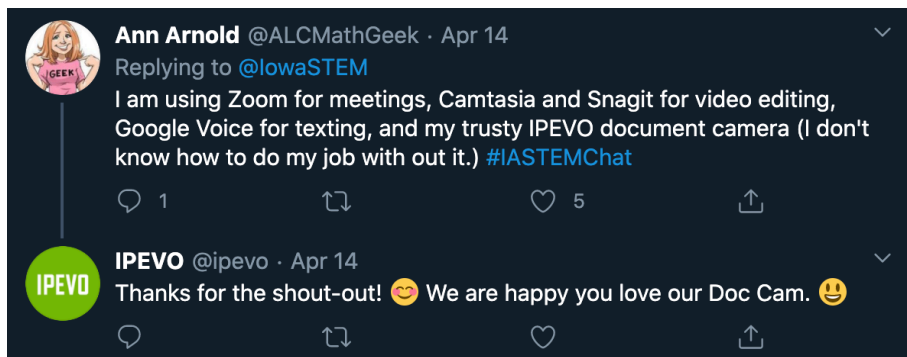 Ann Arnold @ALCMathGeek · Apr 14
GEEK
Replying to @IowaSTEM
I am using Zoom for meetings, Camtasia and Snagit for video editing,
Google Voice for texting, and my trusty IPEVO document camera (I don't
know how to do my job with out it.) #IASTEMChat
1 5
IPEVO @ipevo · Apr 14
IPEVO
Thanks for the shout-out! 😊 We are happy you love our Doc Cam. 😃